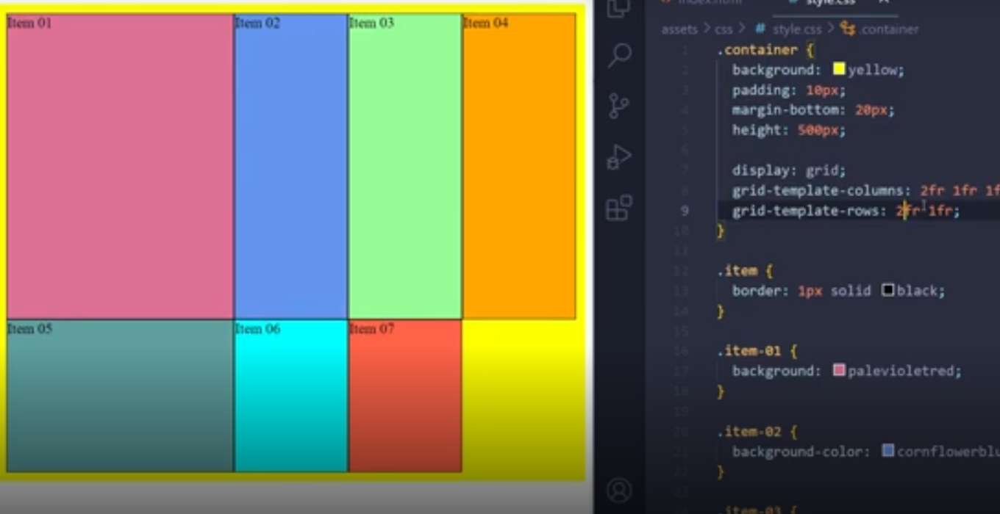 Item 01
Item 02
Item 03
Item 04
Item 05
Item 06
Item 07
index.html
style.css
assets > css > # style.css > .container
1 .container {
2 background: yellow;
3 padding: 10px;
4 margin-bottom: 20px;
5 height: 500px;
6
7 display: grid;
8 grid-template-columns: 2fr 1fr 1f
9 grid-template-rows: 2fr 1fr;
10 }
11
12 .item {
13 border: 1px solid black;
14 }
15
16 .item-01 {
17 background: palevioletred;
18 }
19
20 .item-02 {
21 background-color: cornflowerblu
22 }
23
24 .item-03 {